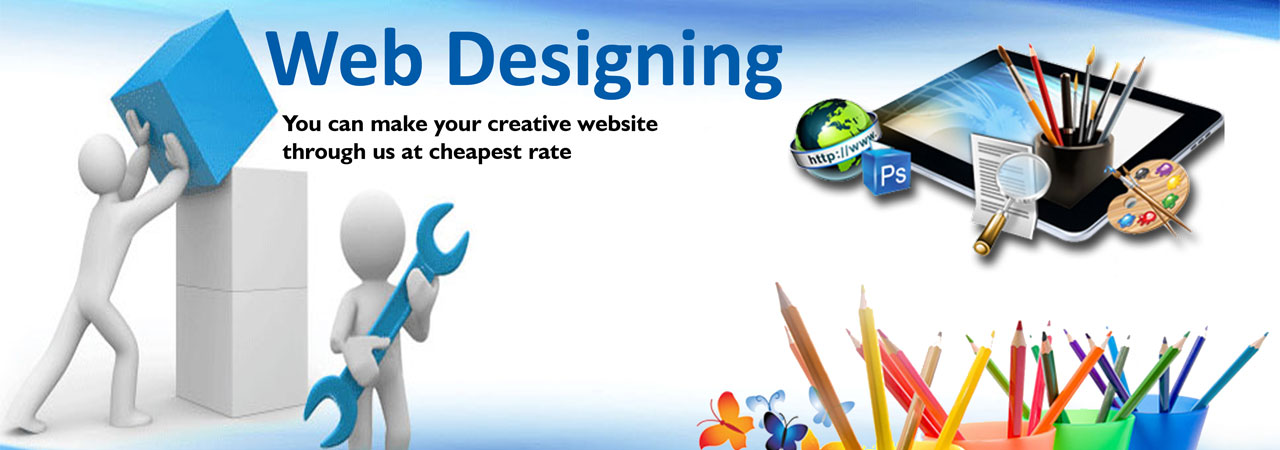 Web Designing
You can make your creative website
through us at cheapest rate
http://www.
Ps